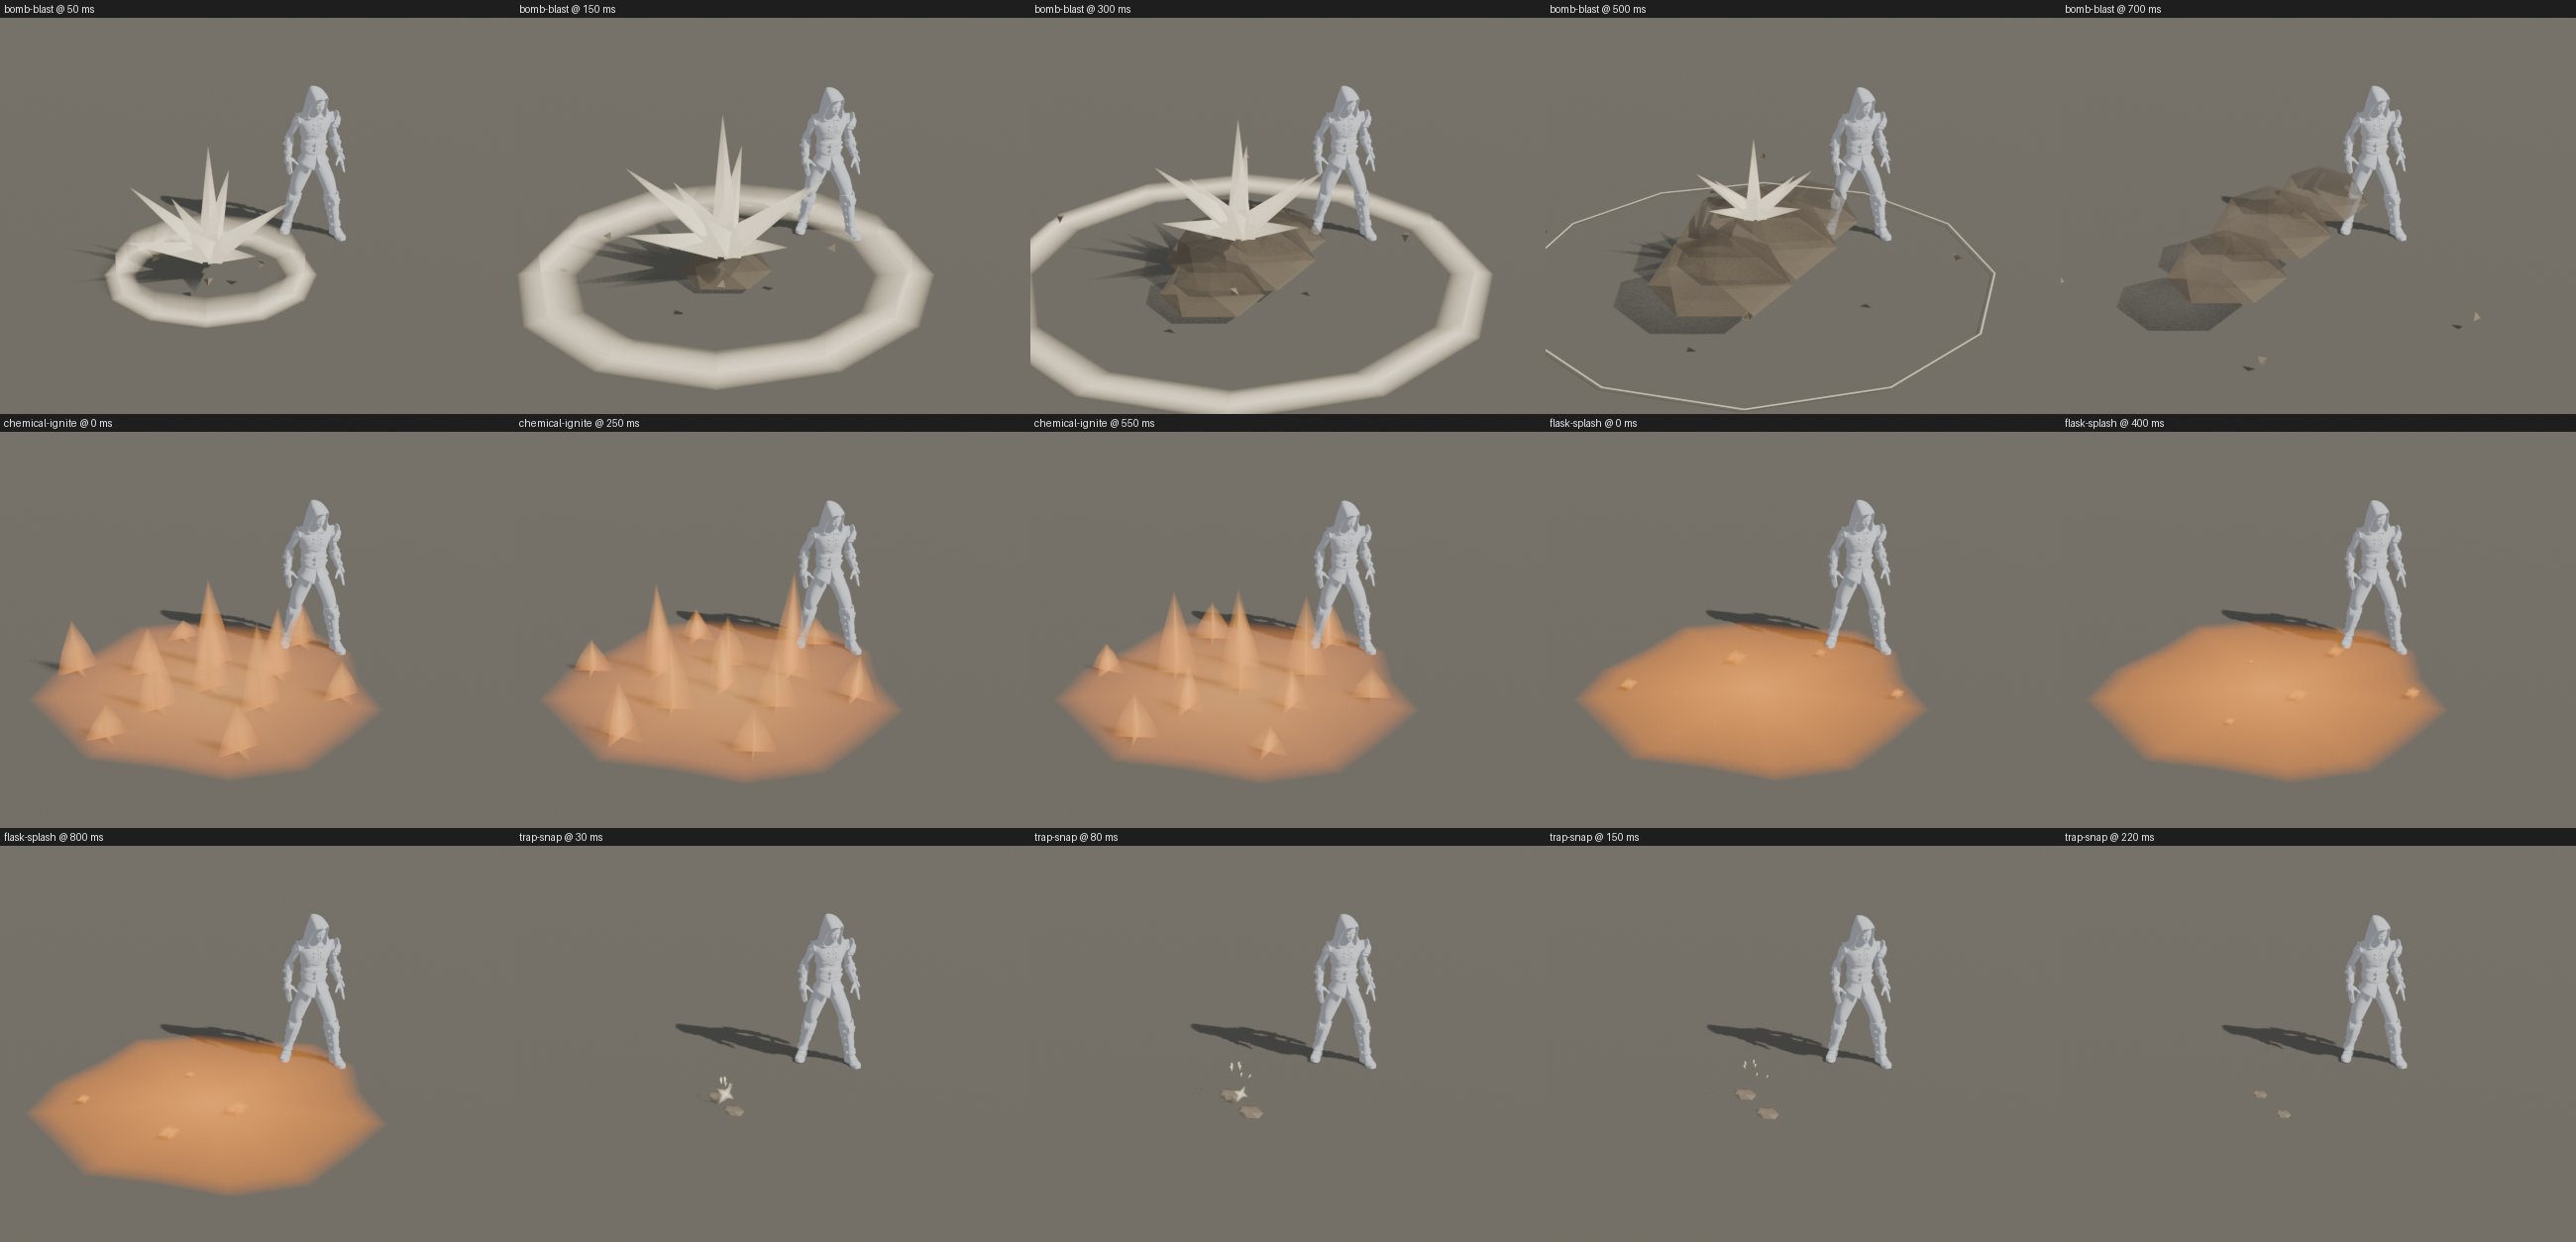 bomb-blast @ 50 ms
bomb-blast @ 150 ms
bomb-blast @ 300 ms
bomb-blast @ 500 ms
bomb-blast @ 700 ms
chemical-ignite @ 0 ms
chemical-ignite @ 250 ms
chemical-ignite @ 550 ms
flask-splash @ 0 ms
flask-splash @ 400 ms
flask-splash @ 800 ms
trap-snap @ 30 ms
trap-snap @ 80 ms
trap-snap @ 150 ms
trap-snap @ 220 ms